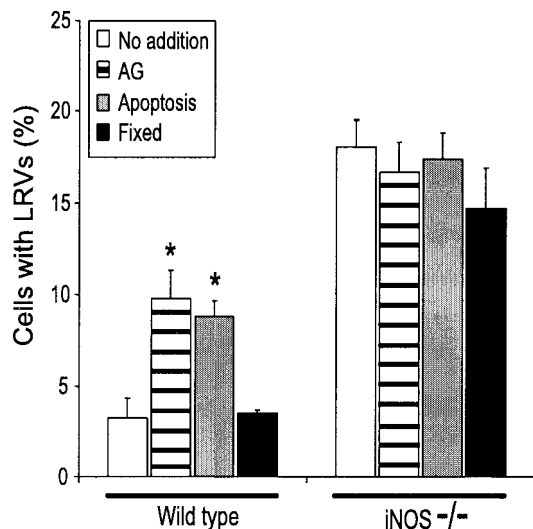 25
20
15
10
5
0
Cells with LRVs (%)
No addition
AG
Apoptosis
Fixed
*
*
Wild type
iNOS -/-